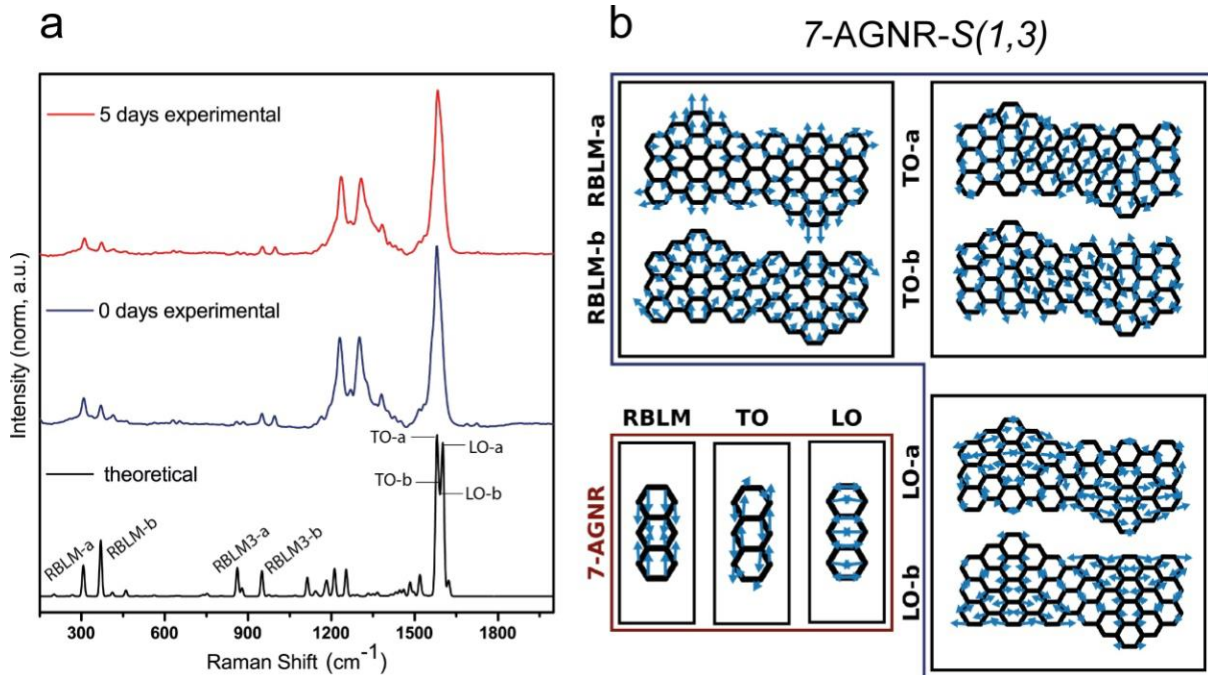 a
5 days experimental
0 days experimental
theoretical
TO-a
LO-a
TO-b
LO-b
RBLM-a
RBLM-b
RBLM3-a
RBLM3-b
Intensity (norm, a.u.)
300 600 900 1200 1500 1800
Raman Shift (cm-1)
b
7-AGNR-S(1,3)
RBLM-a
RBLM-b
TO-a
TO-b
RBLM TO LO
7-AGNR
LO-a
LO-b